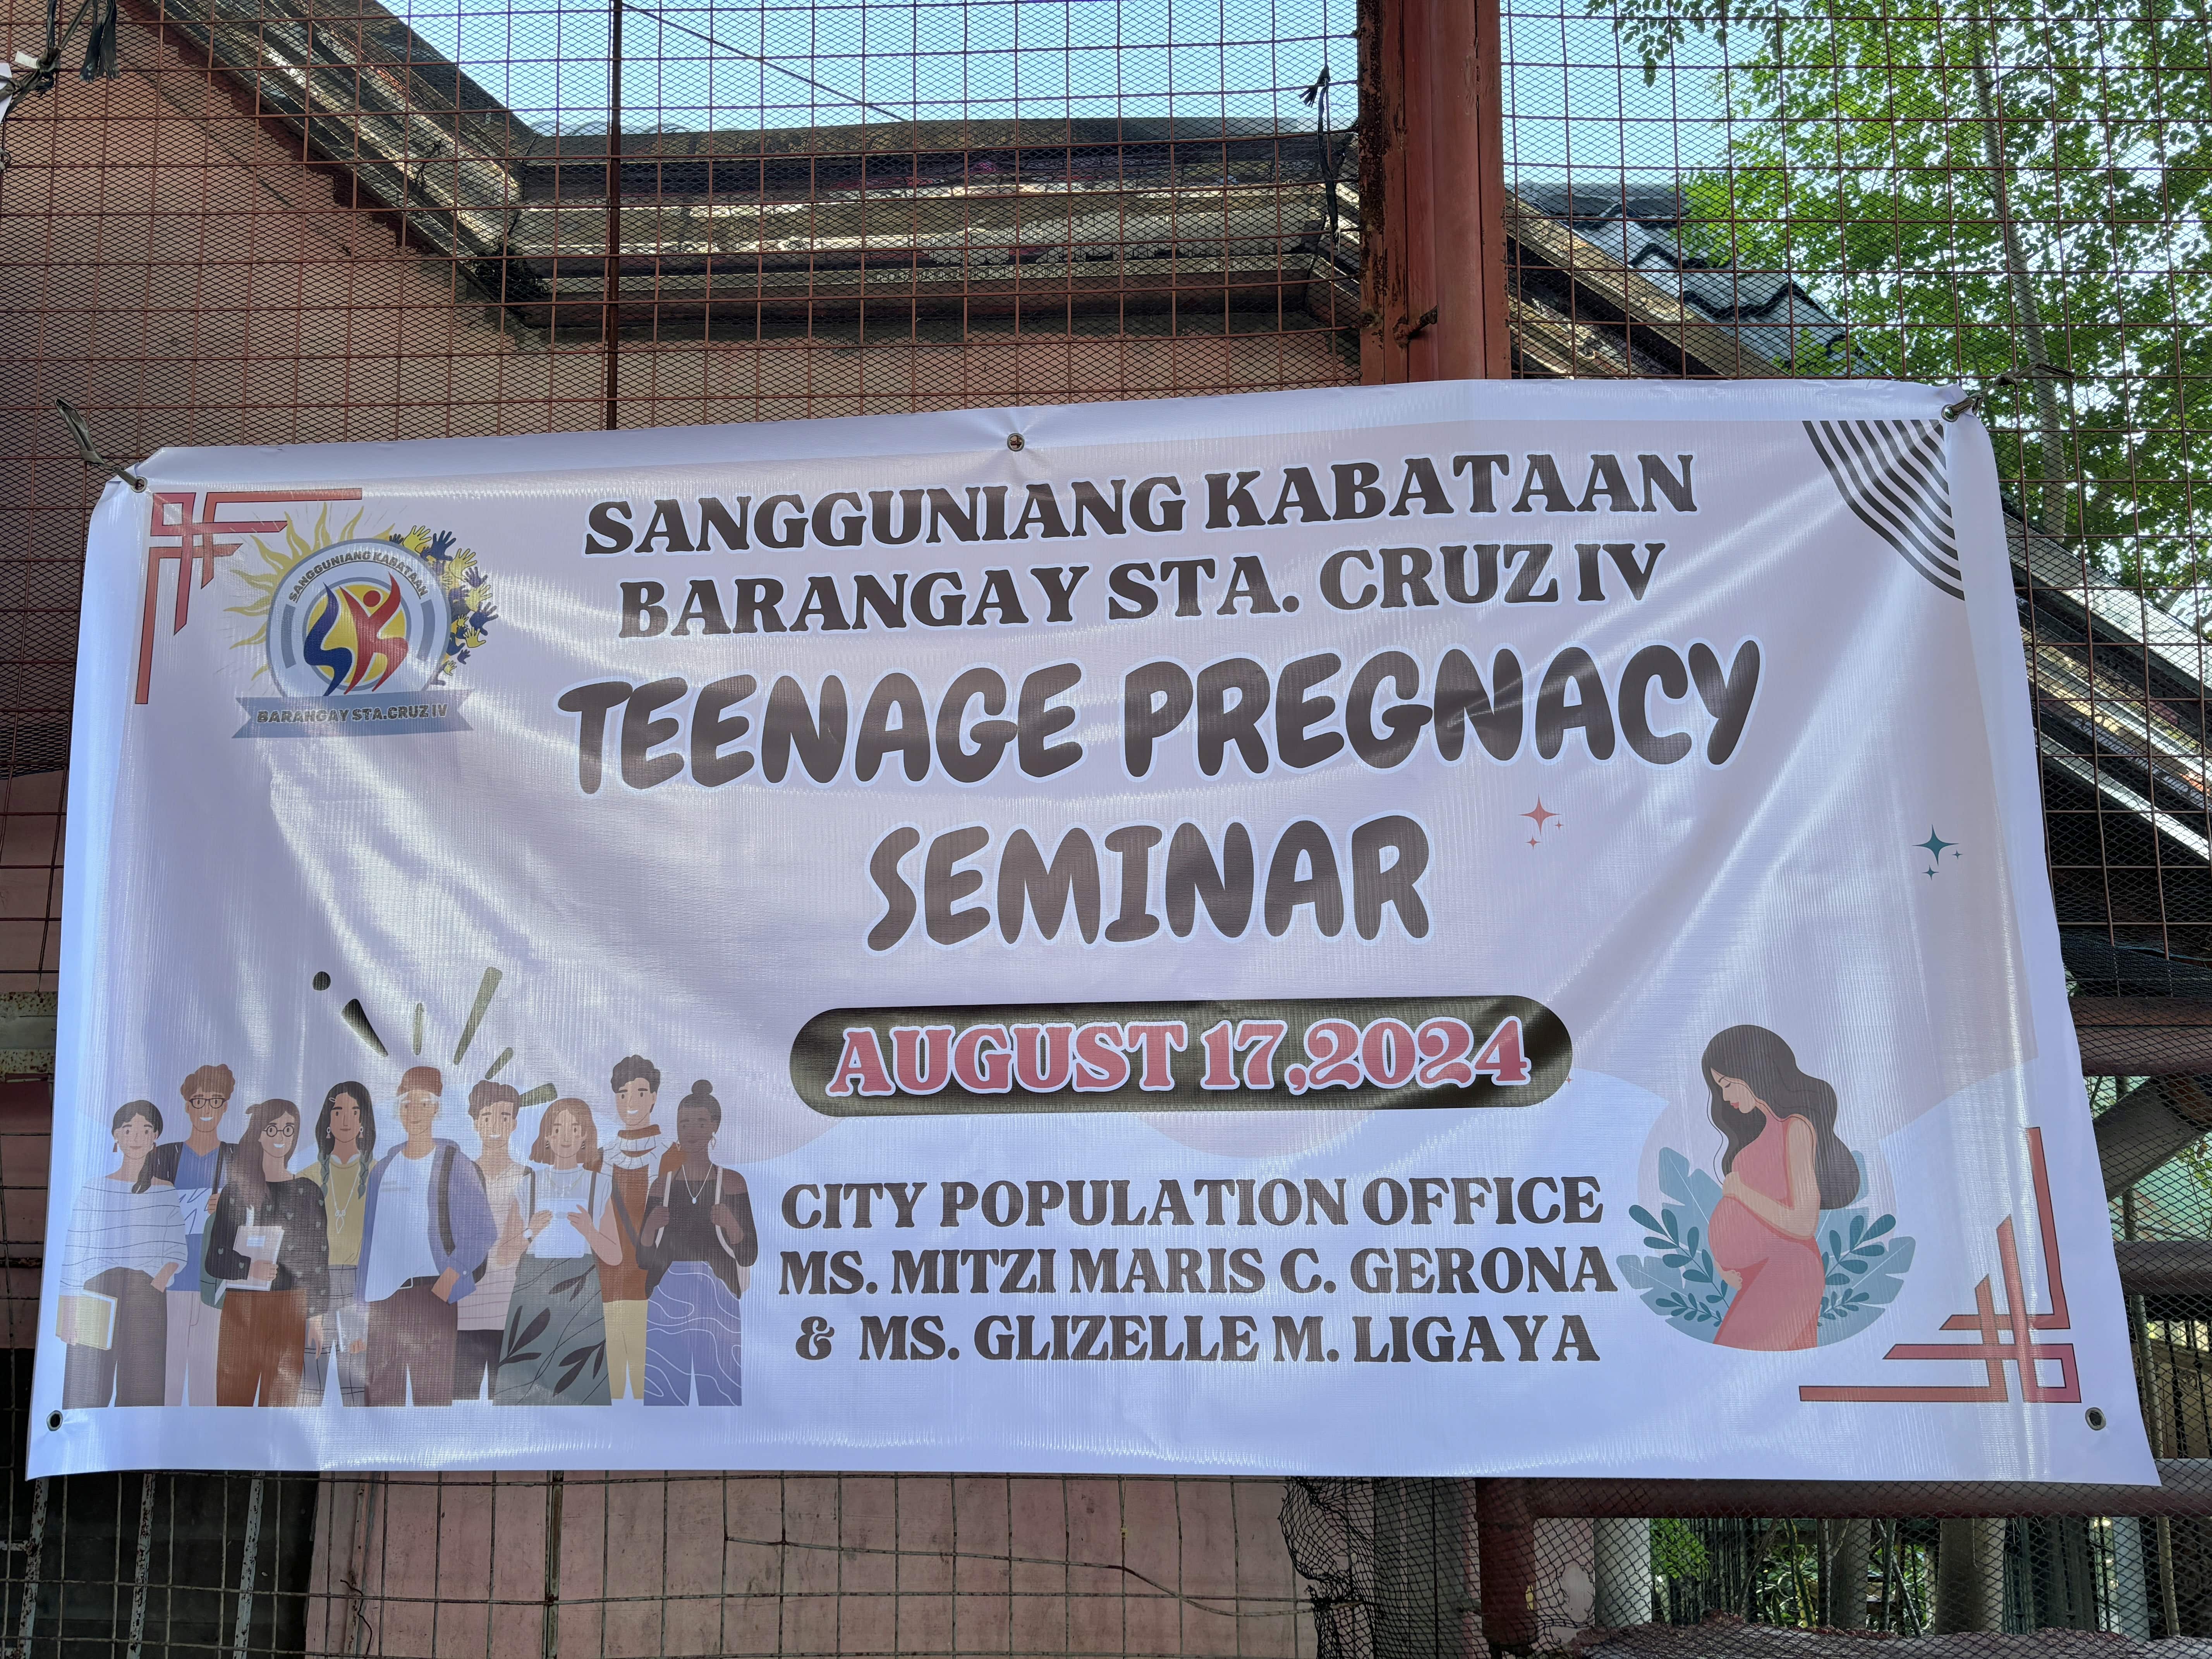 SANGGUNIANG KABATAAN
BARANGAY STA. CRUZ IV
SANGGUNIANG KABATAAN
SK
BARANGAY STA.CRUZ IV
TEENAGE PREGNACY
SEMINAR
AUGUST 17,2024
CITY POPULATION OFFICE
MS. MITZI MARIS C. GERONA
& MS. GLIZELLE M. LIGAYA